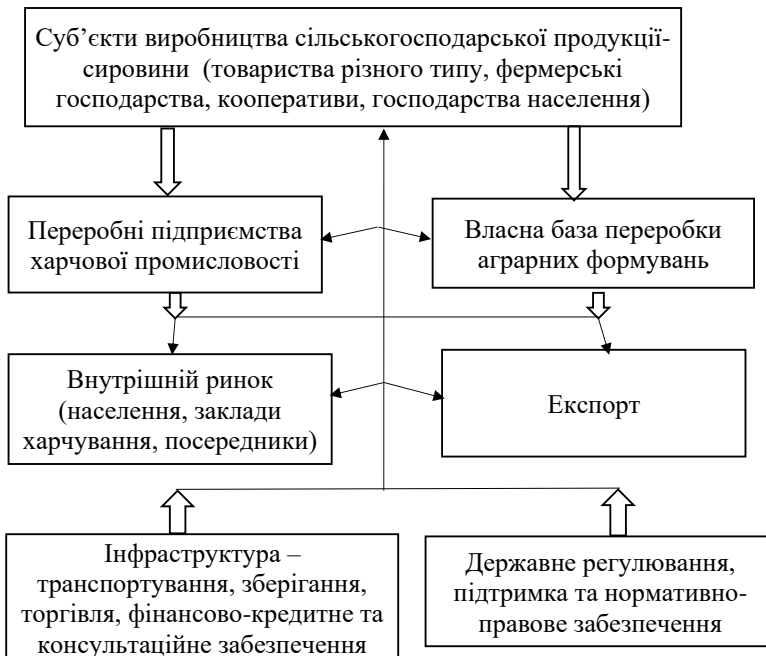 Суб’єкти виробництва сільськогосподарської продукції-
сировини (товариства різного типу, фермерські
господарства, кооперативи, господарства населення)
Переробні підприємства
харчової промисловості
Власна база переробки
аграрних формувань
Внутрішній ринок
(населення, заклади
харчування, посередники)
Експорт
Інфраструктура –
транспортування, зберігання,
торгівля, фінансово-кредитне та
консультаційне забезпечення
Державне регулювання,
підтримка та нормативно-
правове забезпечення